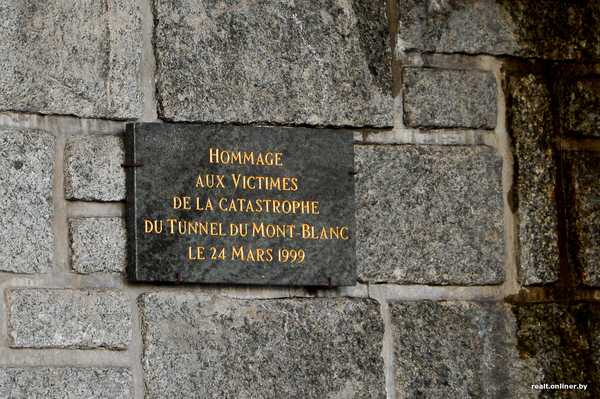 HOMMAGE
AUX VICTIMES
DE LA CATASTROPHE
DU TUNNEL DU MONT-BLANC
LE 24 MARS 1999
realt.onliner.by